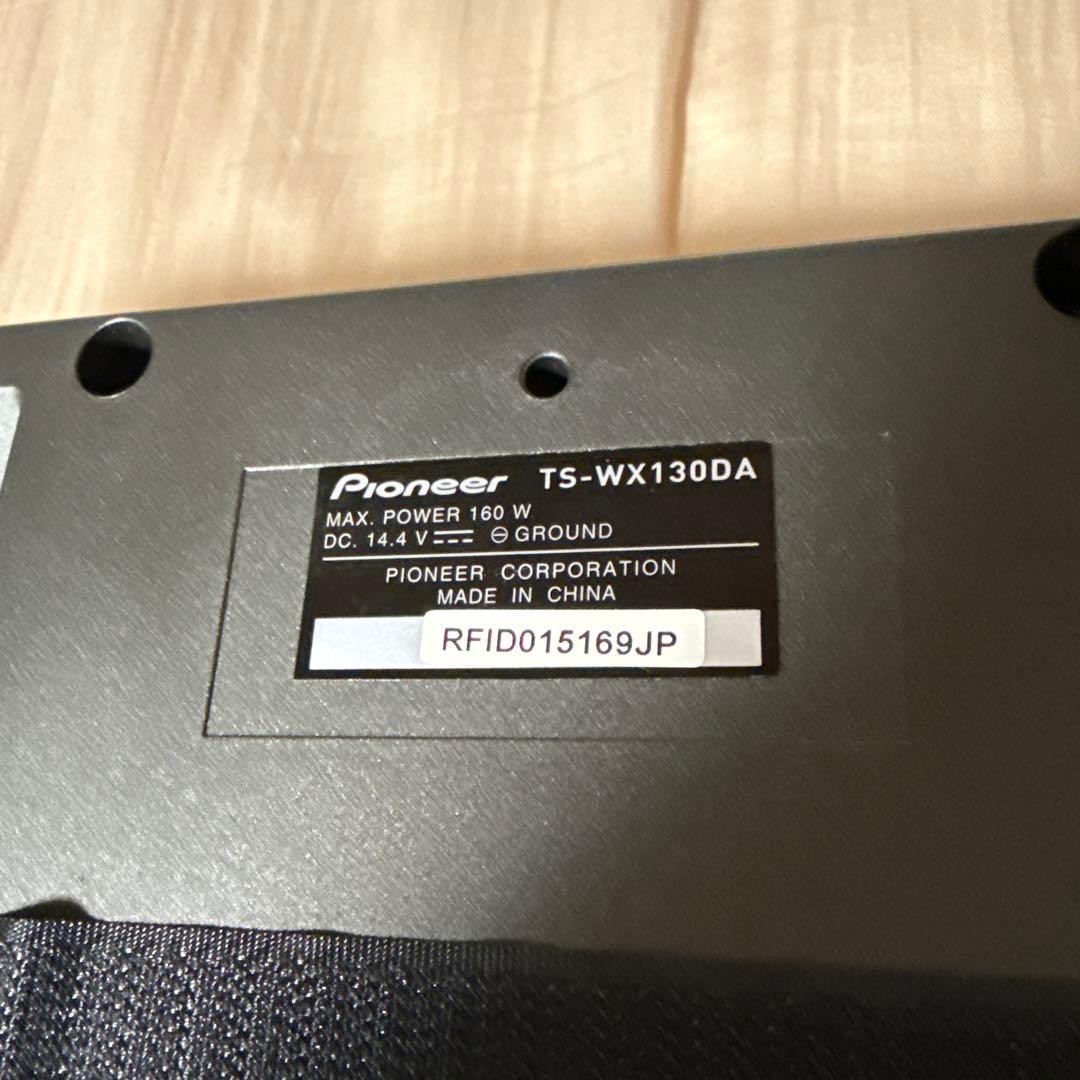 Pioneer TS-WX130DA
MAX. POWER 160 W
DC. 14.4 V ⎓ ⊖ GROUND
PIONEER CORPORATION
MADE IN CHINA
RFID015169JP